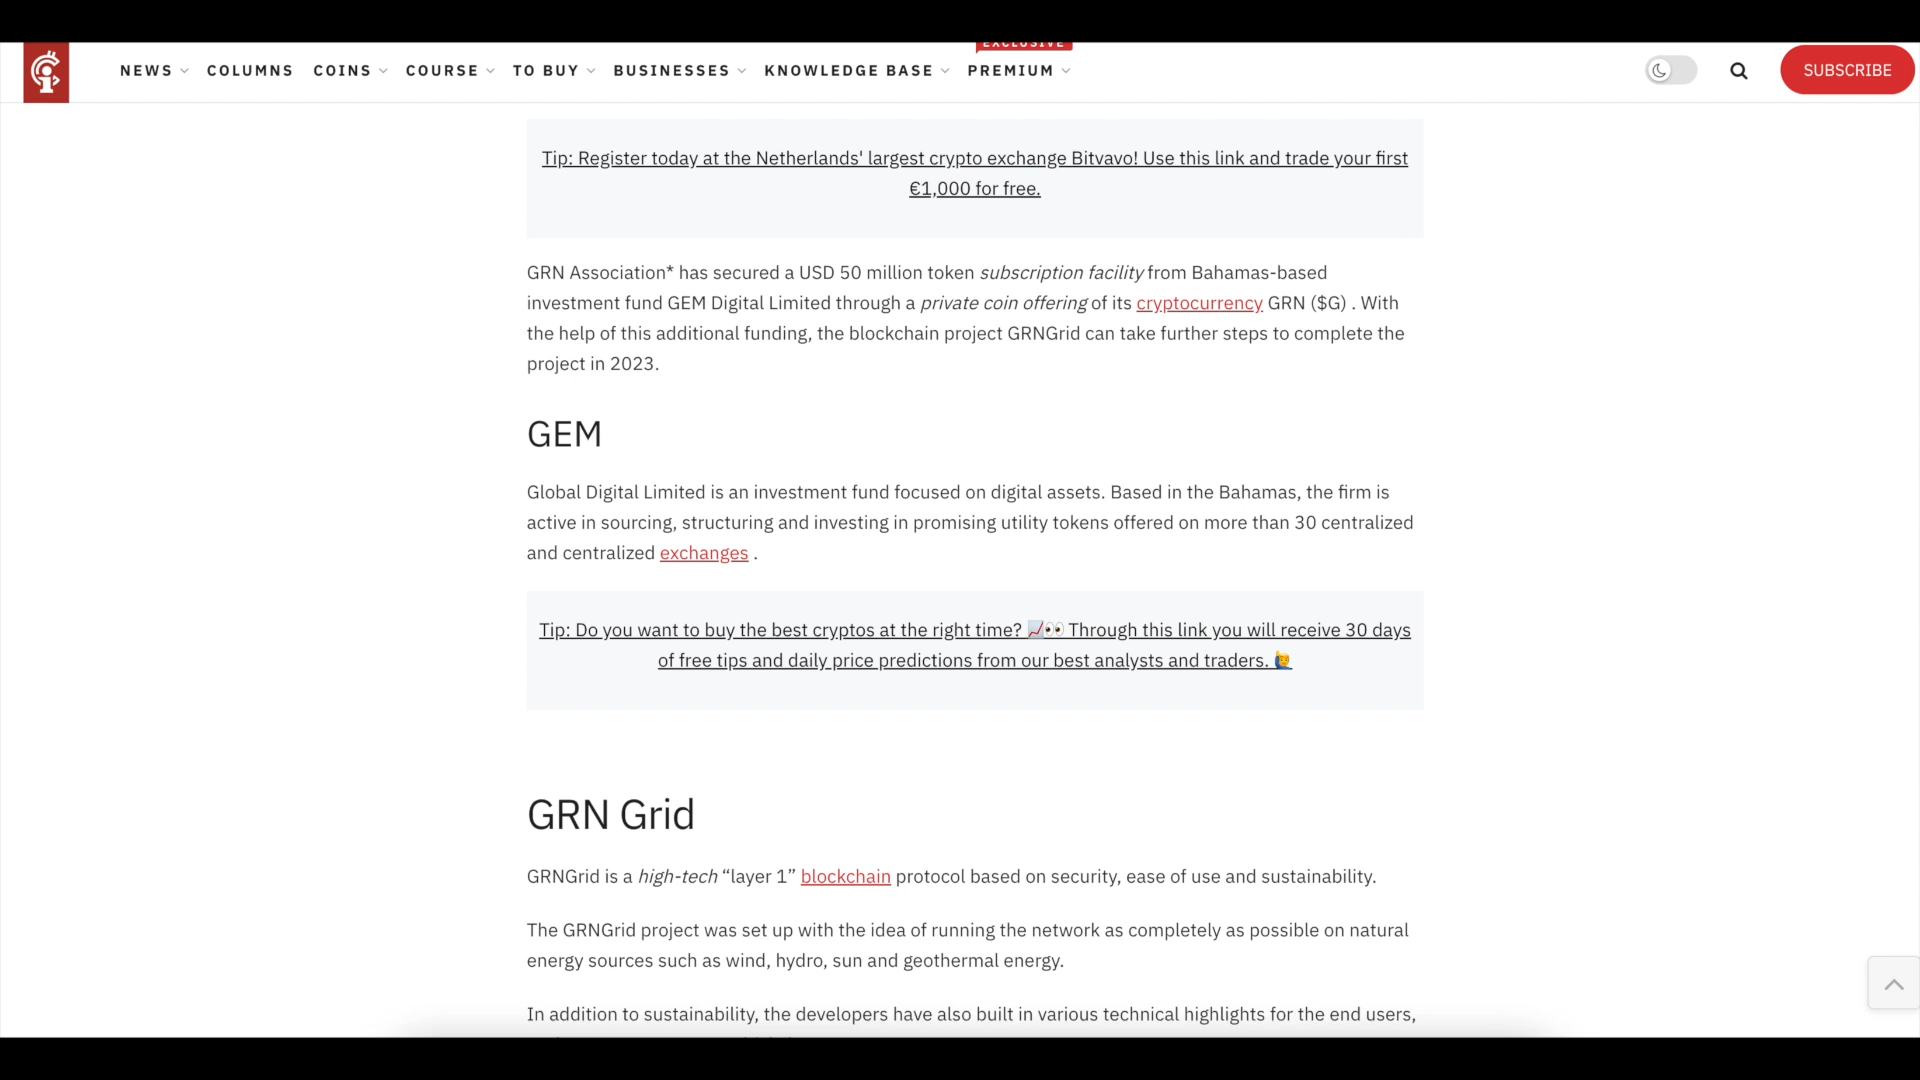 EXCLUSIVE
NEWS COLUMNS COINS COURSE TO BUY BUSINESSES KNOWLEDGE BASE PREMIUM SUBSCRIBE
Tip: Register today at the Netherlands' largest crypto exchange Bitvavo! Use this link and trade your first
€1,000 for free.
GRN Association* has secured a USD 50 million token subscription facility from Bahamas-based
investment fund GEM Digital Limited through a private coin offering of its cryptocurrency GRN ($G) . With
the help of this additional funding, the blockchain project GRNGrid can take further steps to complete the
project in 2023.
GEM
Global Digital Limited is an investment fund focused on digital assets. Based in the Bahamas, the firm is
active in sourcing, structuring and investing in promising utility tokens offered on more than 30 centralized
and centralized exchanges .
Tip: Do you want to buy the best cryptos at the right time? 📈👀 Through this link you will receive 30 days
of free tips and daily price predictions from our best analysts and traders. 🙋‍♂️
GRN Grid
GRNGrid is a high-tech “layer 1” blockchain protocol based on security, ease of use and sustainability.
The GRNGrid project was set up with the idea of running the network as completely as possible on natural
energy sources such as wind, hydro, sun and geothermal energy.
In addition to sustainability, the developers have also built in various technical highlights for the end users,